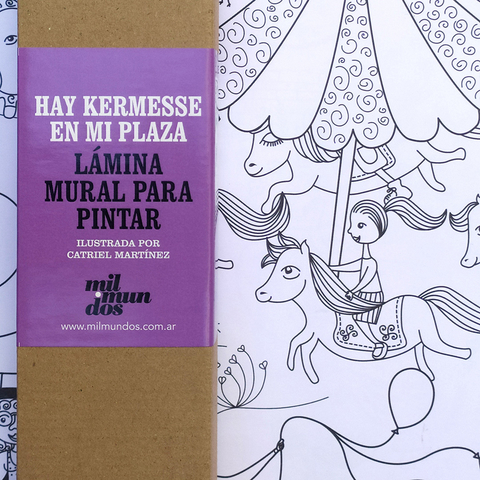 HAY KERMESSE
EN MI PLAZA
LÁMINA
MURAL PARA
PINTAR
ILUSTRADA POR
CATRIEL MARTÍNEZ
mil
mun
dos
www.milmundos.com.ar